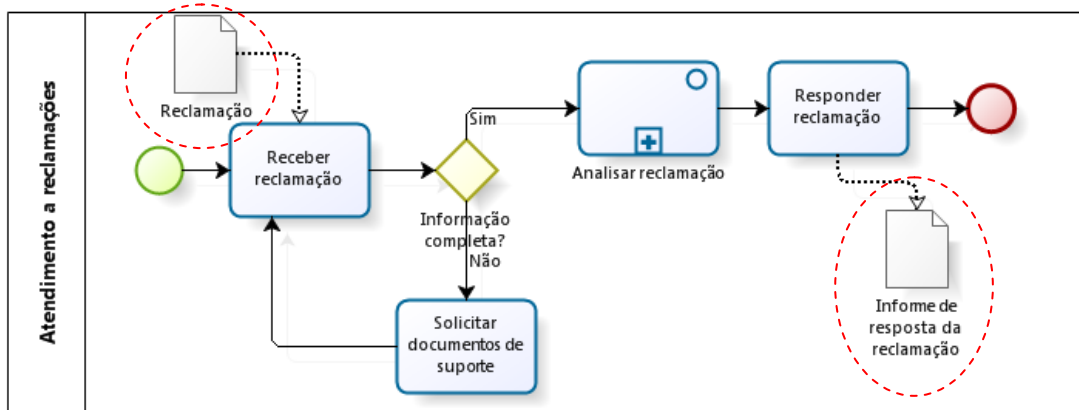 Atendimento a reclamações
Reclamação
Receber
reclamação
Informação
completa?
Sim
Não
Solicitar
documentos de
suporte
Analisar reclamação
Responder
reclamação
Informe de
resposta da
reclamação